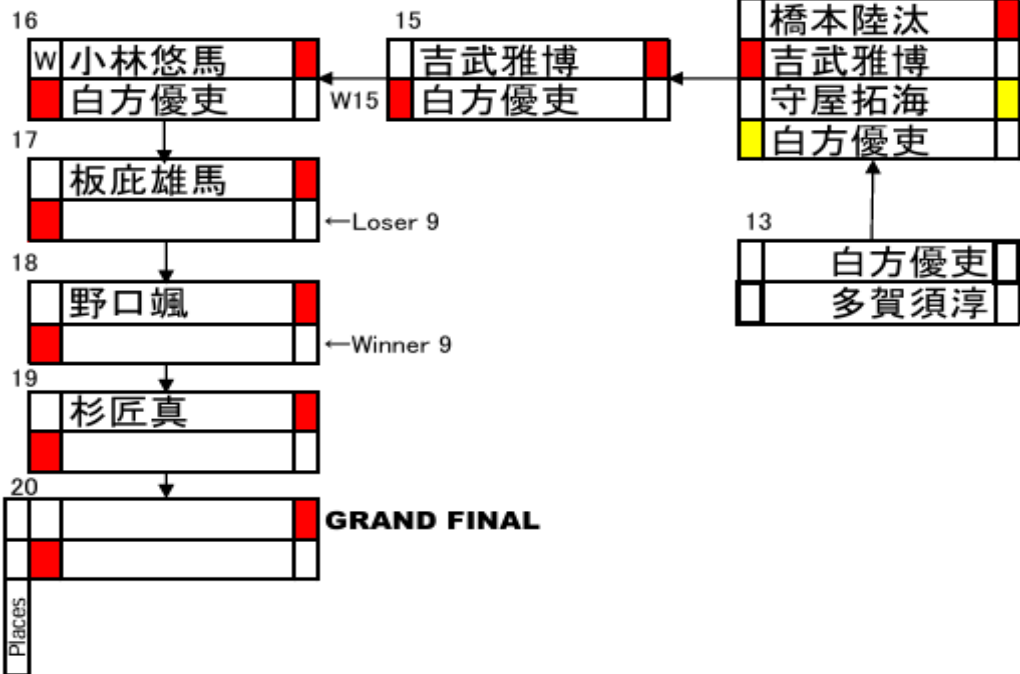 16
W 小林悠馬
白方優吏
W15
15
吉武雅博
白方優吏
橋本陸汰
吉武雅博
守屋拓海
白方優吏
13
白方優吏
多賀須淳
17
板庇雄馬
←Loser 9
18
野口颯
←Winner 9
19
杉匠真
20
GRAND FINAL
Places